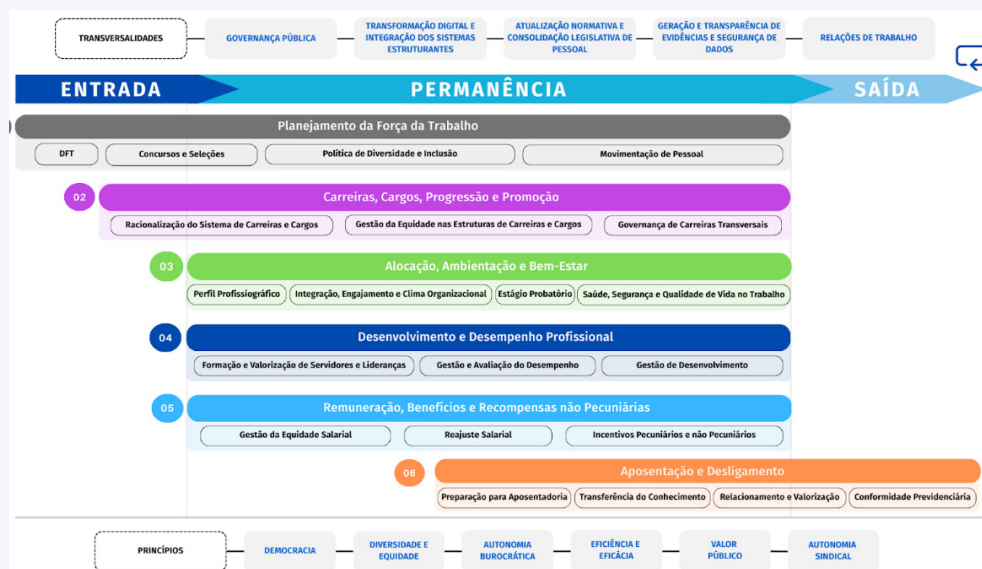 TRANSVERSALIDADES
GOVERNANÇA PÚBLICA
TRANSFORMAÇÃO DIGITAL E
INTEGRAÇÃO DOS SISTEMAS
ESTRUTURANTES
ATUALIZAÇÃO NORMATIVA E
CONSOLIDAÇÃO LEGISLATIVA DE
PESSOAL
GERAÇÃO E TRANSPARÊNCIA DE
EVIDÊNCIAS E SEGURANÇA DE
DADOS
RELAÇÕES DE TRABALHO
ENTRADA
PERMANÊNCIA
SAÍDA
Planejamento da Força da Trabalho
DFT
Concursos e Seleções
Política de Diversidade e Inclusão
Movimentação de Pessoal
02
Carreiras, Cargos, Progressão e Promoção
Racionalização do Sistema de Carreiras e Cargos
Gestão da Equidade nas Estruturas de Carreiras e Cargos
Governança de Carreiras Transversais
03
Alocação, Ambientação e Bem-Estar
Perfil Profissiográfico
Integração, Engajamento e Clima Organizacional
Estágio Probatório
Saúde, Segurança e Qualidade de Vida no Trabalho
04
Desenvolvimento e Desempenho Profissional
Formação e Valorização de Servidores e Lideranças
Gestão e Avaliação do Desempenho
Gestão de Desenvolvimento
05
Remuneração, Benefícios e Recompensas não Pecuniárias
Gestão da Equidade Salarial
Reajuste Salarial
Incentivos Pecuniários e não Pecuniários
06
Aposentação e Desligamento
Preparação para Aposentadoria
Transferência do Conhecimento
Relacionamento e Valorização
Conformidade Previdenciária
PRINCÍPIOS
DEMOCRACIA
DIVERSIDADE E
EQUIDADE
AUTONOMIA
BUROCRÁTICA
EFICIÊNCIA E
EFICÁCIA
VALOR
PÚBLICO
AUTONOMIA
SINDICAL